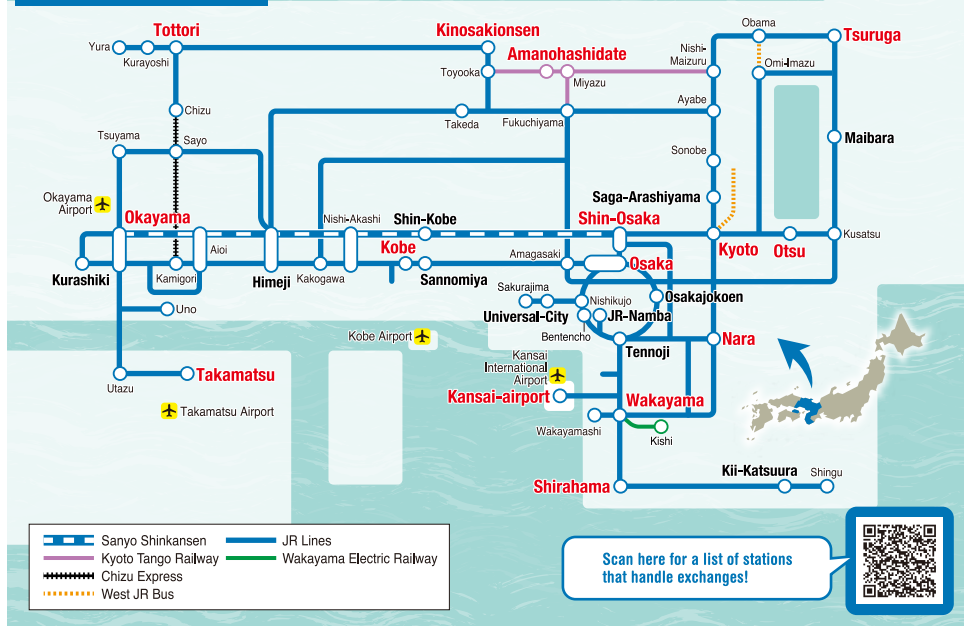 Tottori
Yura
Kurayoshi
Kinosakionsen
Amanohashidate
Toyooka
Miyazu
Obama
Tsuruga
Nishi-
Maizuru
Omi-Imazu
Chizu
Takeda
Fukuchiyama
Ayabe
Tsuyama
Sayo
Sonobe
Maibara
Okayama
Airport
Saga-Arashiyama
Okayama
Nishi-Akashi
Shin-Kobe
Shin-Osaka
Aioi
Kobe
Kyoto
Otsu
Kusatsu
Amagasaki
Osaka
Kurashiki
Kamigori
Himeji
Kakogawa
Sannomiya
Sakurajima
Nishikujo
Osakajokoen
Uno
Universal-City
JR-Namba
Bentencho
Kobe Airport
Tennoji
Nara
Kansai
International
Airport
Utazu
Takamatsu
Kansai-airport
Wakayama
Takamatsu Airport
Wakayamashi
Kishi
Shirahama
Kii-Katsuura
Shingu
Sanyo Shinkansen
JR Lines
Kyoto Tango Railway
Wakayama Electric Railway
Chizu Express
West JR Bus
Scan here for a list of stations
that handle exchanges!